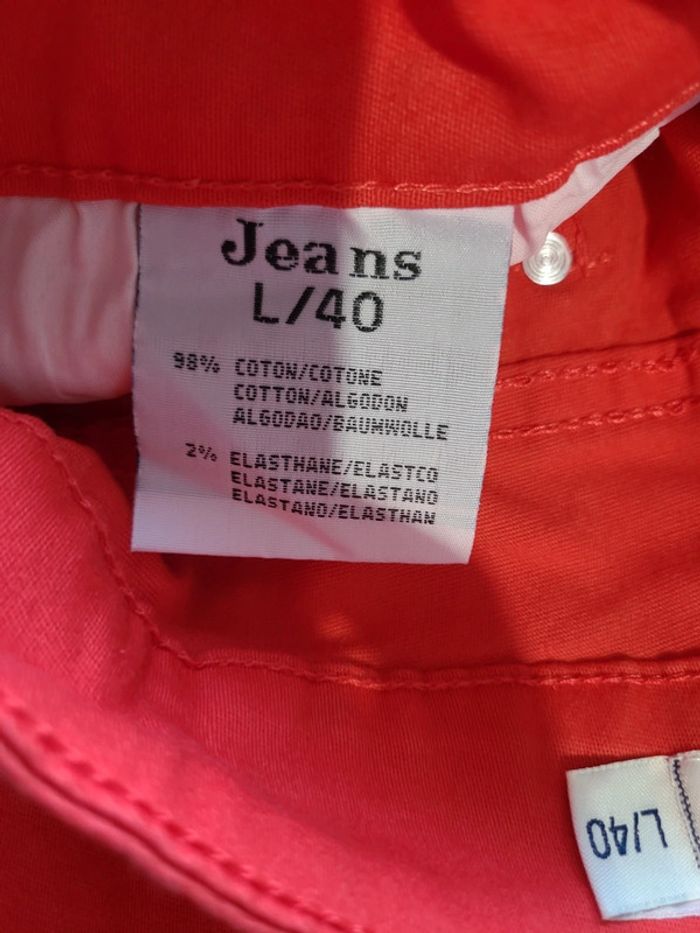 Jeans
L/40
98% COTON/COTONE
COTTON/ALGODON
ALGODAO/BAUMWOLLE
2% ELASTHANE/ELASTCO
ELASTANE/ELASTANO
ELASTANO/ELASTHAN
L/40